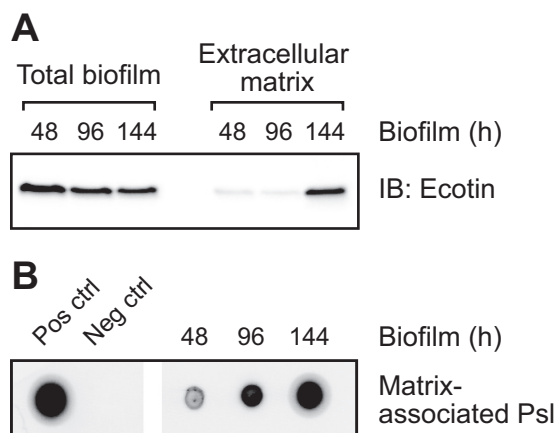 A
Total biofilm
Extracellular
matrix
48 96 144 48 96 144 Biofilm (h)
IB: Ecotin
B
Pos ctrl
Neg ctrl
48 96 144 Biofilm (h)
Matrix-
associated Psl